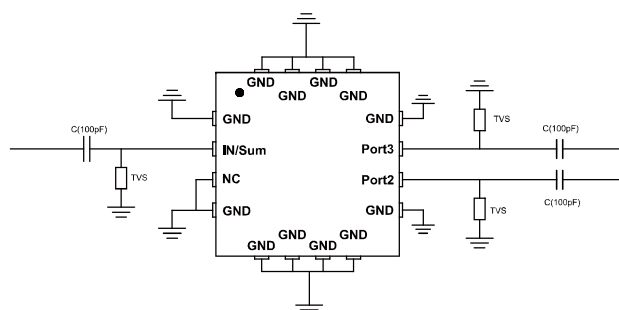 GND
GND
GND
GND
GND
GND
TVS
C(100pF)
C(100pF)
IN/Sum
Port3
TVS
NC
Port2
C(100pF)
GND
GND
TVS
GND
GND
GND
GND